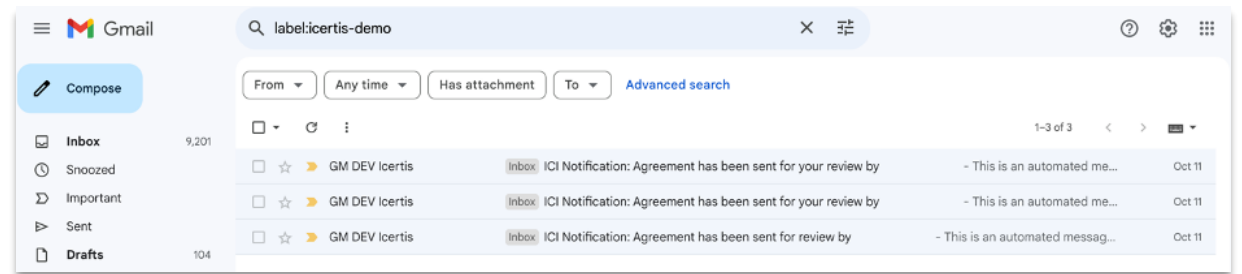 Gmail
label:icertis-demo
Compose
From Any time Has attachment To Advanced search
1–3 of 3
Inbox 9,201
Snoozed
Important
Sent
Drafts 104
GM DEV Icertis Inbox ICI Notification: Agreement has been sent for your review by - This is an automated me... Oct 11
GM DEV Icertis Inbox ICI Notification: Agreement has been sent for your review by - This is an automated me... Oct 11
GM DEV Icertis Inbox ICI Notification: Agreement has been sent for review by - This is an automated messag... Oct 11